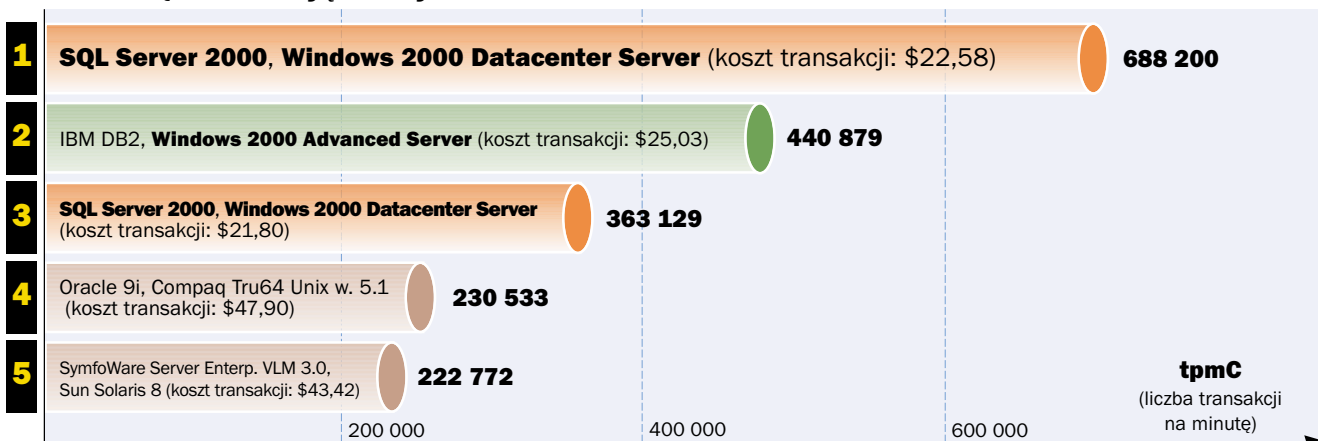 1
SQL Server 2000, Windows 2000 Datacenter Server (koszt transakcji: $22,58)
688 200
2
IBM DB2, Windows 2000 Advanced Server (koszt transakcji: $25,03)
440 879
3
SQL Server 2000, Windows 2000 Datacenter Server
(koszt transakcji: $21,80)
363 129
4
Oracle 9i, Compaq Tru64 Unix w. 5.1
(koszt transakcji: $47,90)
230 533
5
SymfoWare Server Enterp. VLM 3.0,
Sun Solaris 8 (koszt transakcji: $43,42)
222 772
tpmC
(liczba transakcji
na minutę)
200 000
400 000
600 000